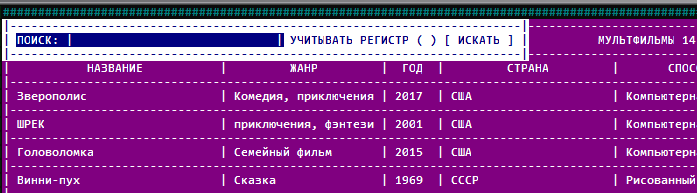 ПОИСК: УЧИТЫВАТЬ РЕГИСТР ( ) [ ИСКАТЬ ] МУЛЬТФИЛЬМЫ 14
НАЗВАНИЕ | ЖАНР | ГОД | СТРАНА | СПОС
Зверополис | Комедия, приключения | 2017 | США | Компьютерн
ШРЕК | приключения, фэнтези | 2001 | США | Компьютерн
Головоломка | Семейный фильм | 2015 | США | Компьютерн
Винни-пух | Сказка | 1969 | СССР | Рисованный